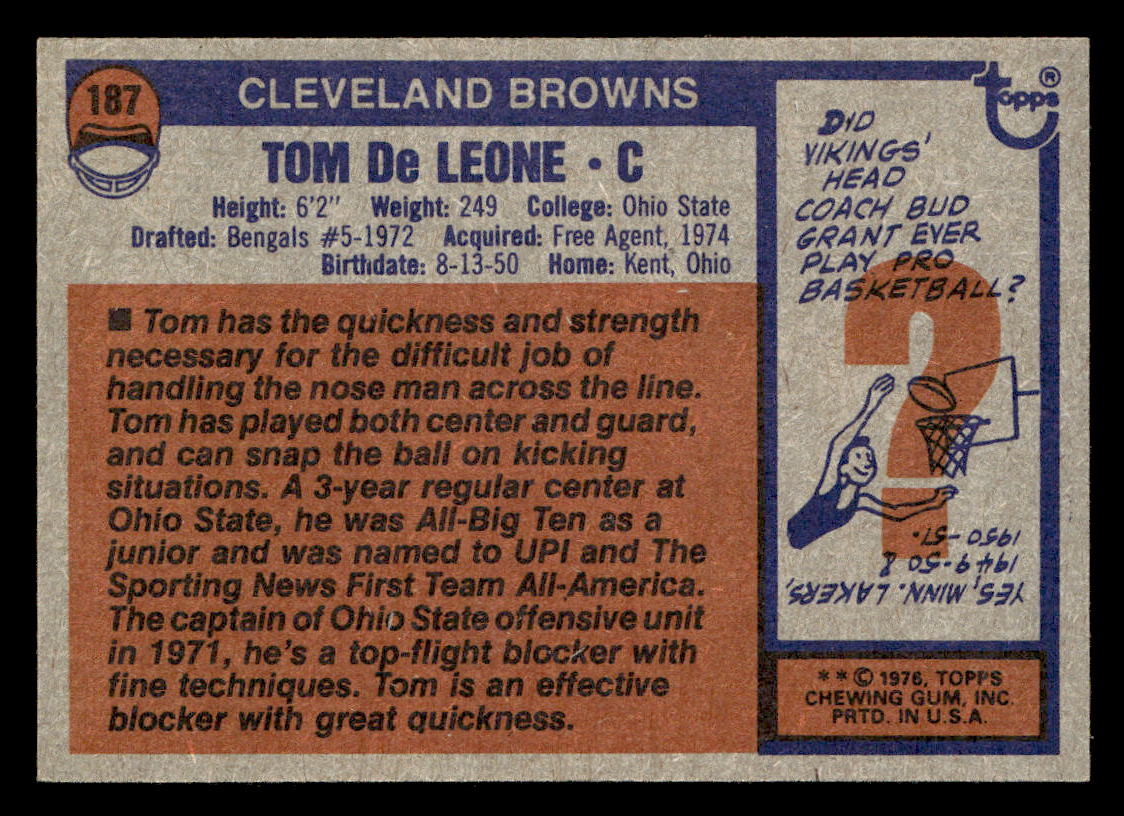 187
CLEVELAND BROWNS
TOM De LEONE • C
Height: 6'2" Weight: 249 College: Ohio State
Drafted: Bengals #5-1972 Acquired: Free Agent, 1974
Birthdate: 8-13-50 Home: Kent, Ohio
■ Tom has the quickness and strength
necessary for the difficult job of
handling the nose man across the line.
Tom has played both center and guard,
and can snap the ball on kicking
situations. A 3-year regular center at
Ohio State, he was All-Big Ten as a
junior and was named to UPI and The
Sporting News First Team All-America.
The captain of Ohio State offensive unit
in 1971, he's a top-flight blocker with
fine techniques. Tom is an effective
blocker with great quickness.
topps ®
DID
VIKINGS'
HEAD
COACH BUD
GRANT EVER
PLAY PRO
BASKETBALL?
?
YES, MINN. LAKERS,
1949-50 &
1950-51.
** © 1976, TOPPS
CHEWING GUM, INC.
PRTD. IN U.S.A.